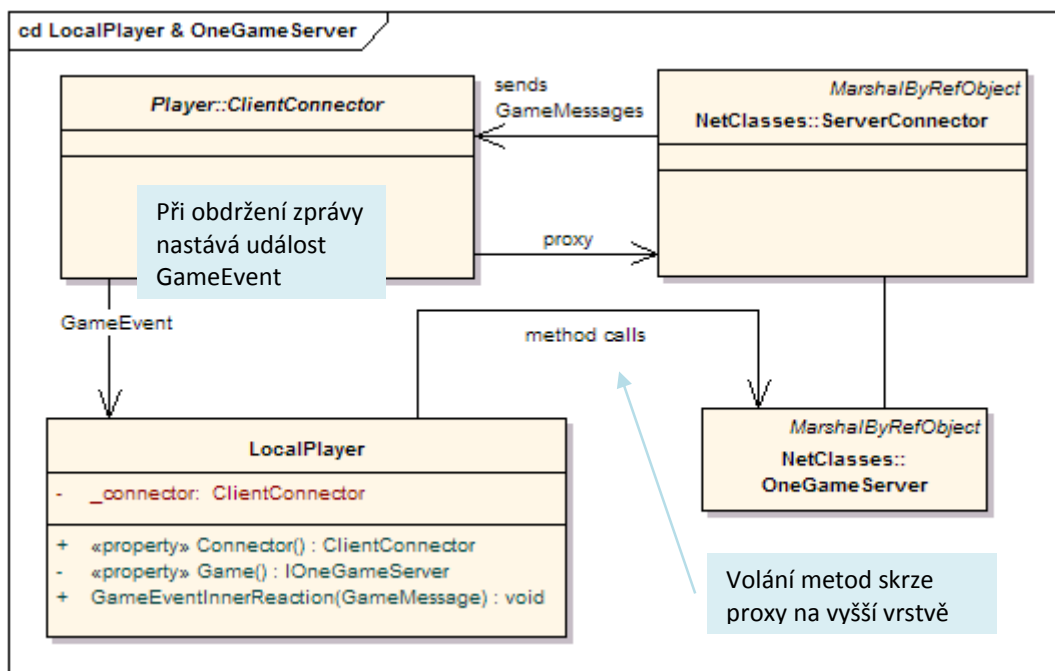 cd LocalPlayer & OneGameServer
Player::ClientConnector
sends
GameMessages
MarshalByRefObject
NetClasses::ServerConnector
Při obdržení zprávy
nastává událost
GameEvent
proxy
GameEvent
method calls
LocalPlayer
- _connector: ClientConnector
+ «property» Connector() : ClientConnector
- «property» Game() : IOneGameServer
+ GameEventInnerReaction(GameMessage) : void
MarshalByRefObject
NetClasses::
OneGameServer
Volání metod skrze
proxy na vyšší vrstvě